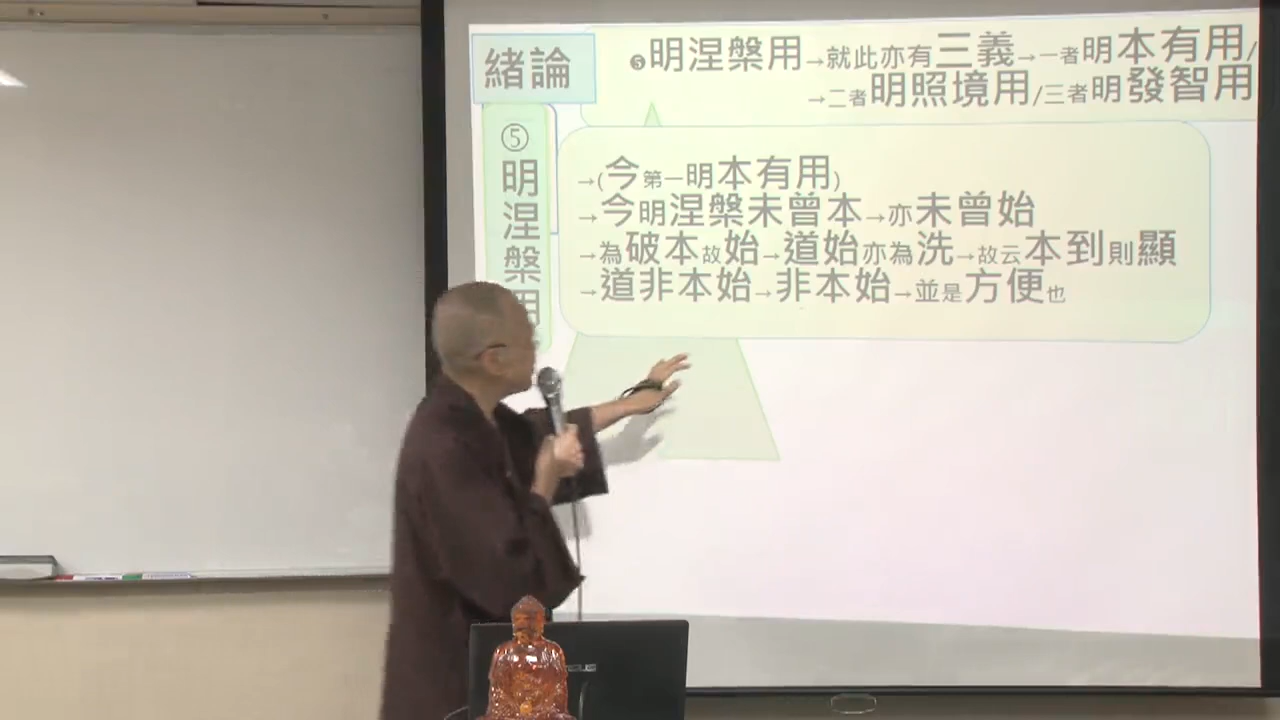 緒論
❺明涅槃用→就此亦有三義→一者明本有用/
→二者明照境用/三者明發智用
⑤明涅槃用
→(今第一明本有用)
→今明涅槃未曾本→亦未曾始
→為破本故始→道始亦為洗→故云本到則顯
→道非本始→非本始→並是方便也